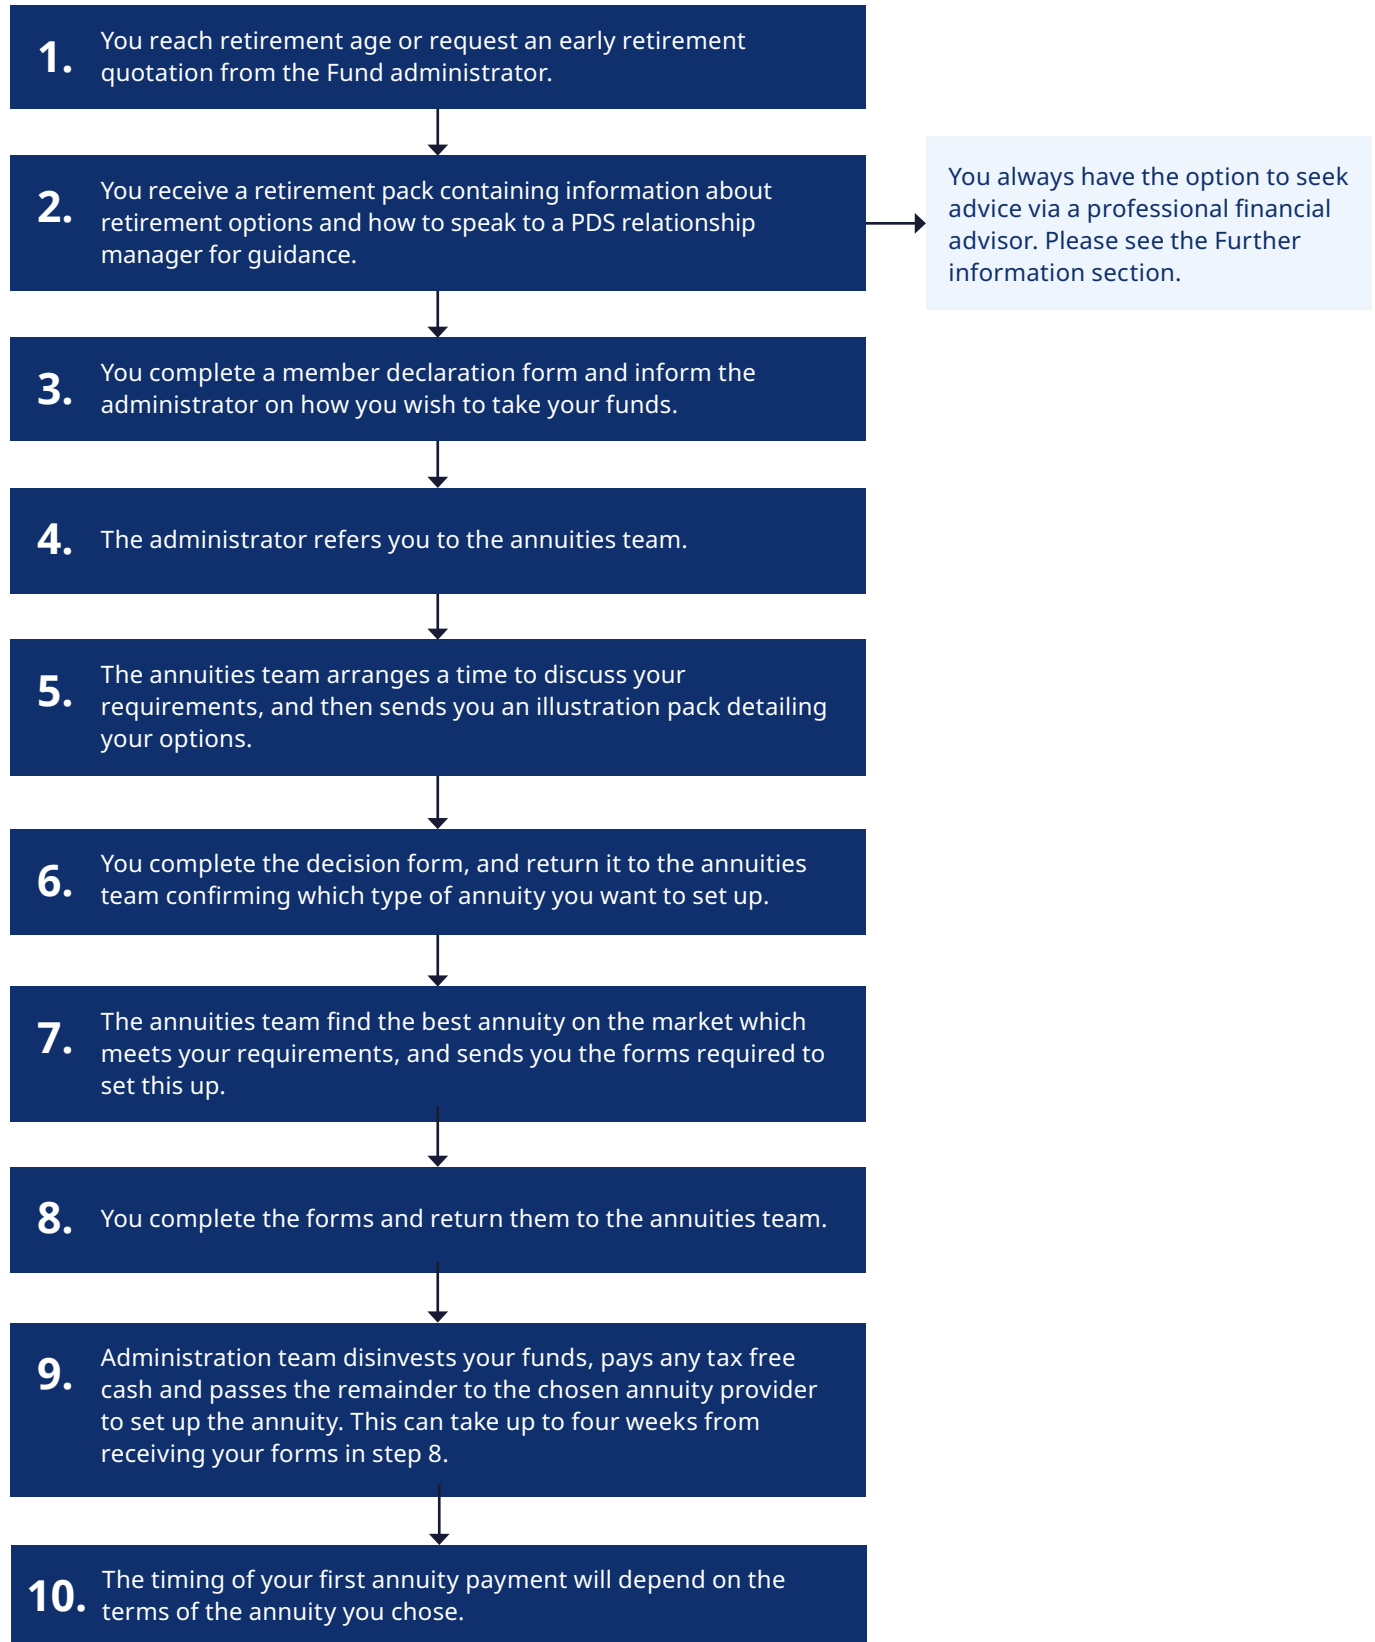 1.
You reach retirement age or request an early retirement
quotation from the Fund administrator.
2.
You receive a retirement pack containing information about
retirement options and how to speak to a PDS relationship
manager for guidance.
You always have the option to seek
advice via a professional financial
advisor. Please see the Further
information section.
3.
You complete a member declaration form and inform the
administrator on how you wish to take your funds.
4.
The administrator refers you to the annuities team.
5.
The annuities team arranges a time to discuss your
requirements, and then sends you an illustration pack detailing
your options.
6.
You complete the decision form, and return it to the annuities
team confirming which type of annuity you want to set up.
7.
The annuities team find the best annuity on the market which
meets your requirements, and sends you the forms required to
set this up.
8.
You complete the forms and return them to the annuities team.
9.
Administration team disinvests your funds, pays any tax free
cash and passes the remainder to the chosen annuity provider
to set up the annuity. This can take up to four weeks from
receiving your forms in step 8.
10.
The timing of your first annuity payment will depend on the
terms of the annuity you chose.